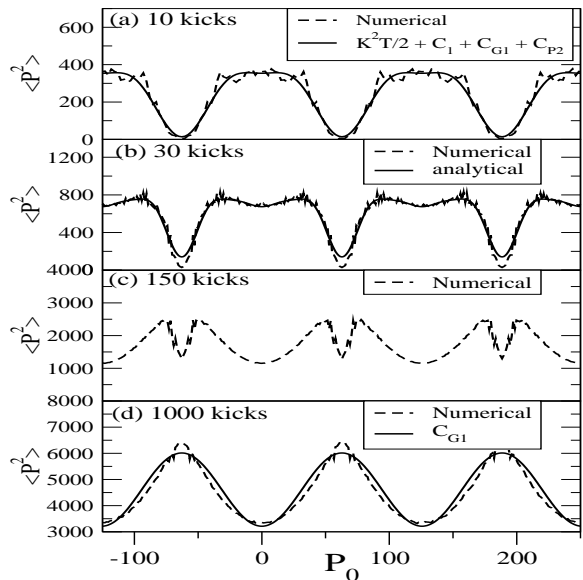 (a) 10 kicks
Numerical
K²T/2 + C₁ + C_G1 + C_P2
<P²>
600
400
200
0
(b) 30 kicks
Numerical
analytical
<P²>
1200
800
400
4000
(c) 150 kicks
Numerical
<P²>
3000
2000
1000
8000
(d) 1000 kicks
Numerical
C_G1
<P²>
7000
6000
5000
4000
3000
-100 0 100 200
P₀